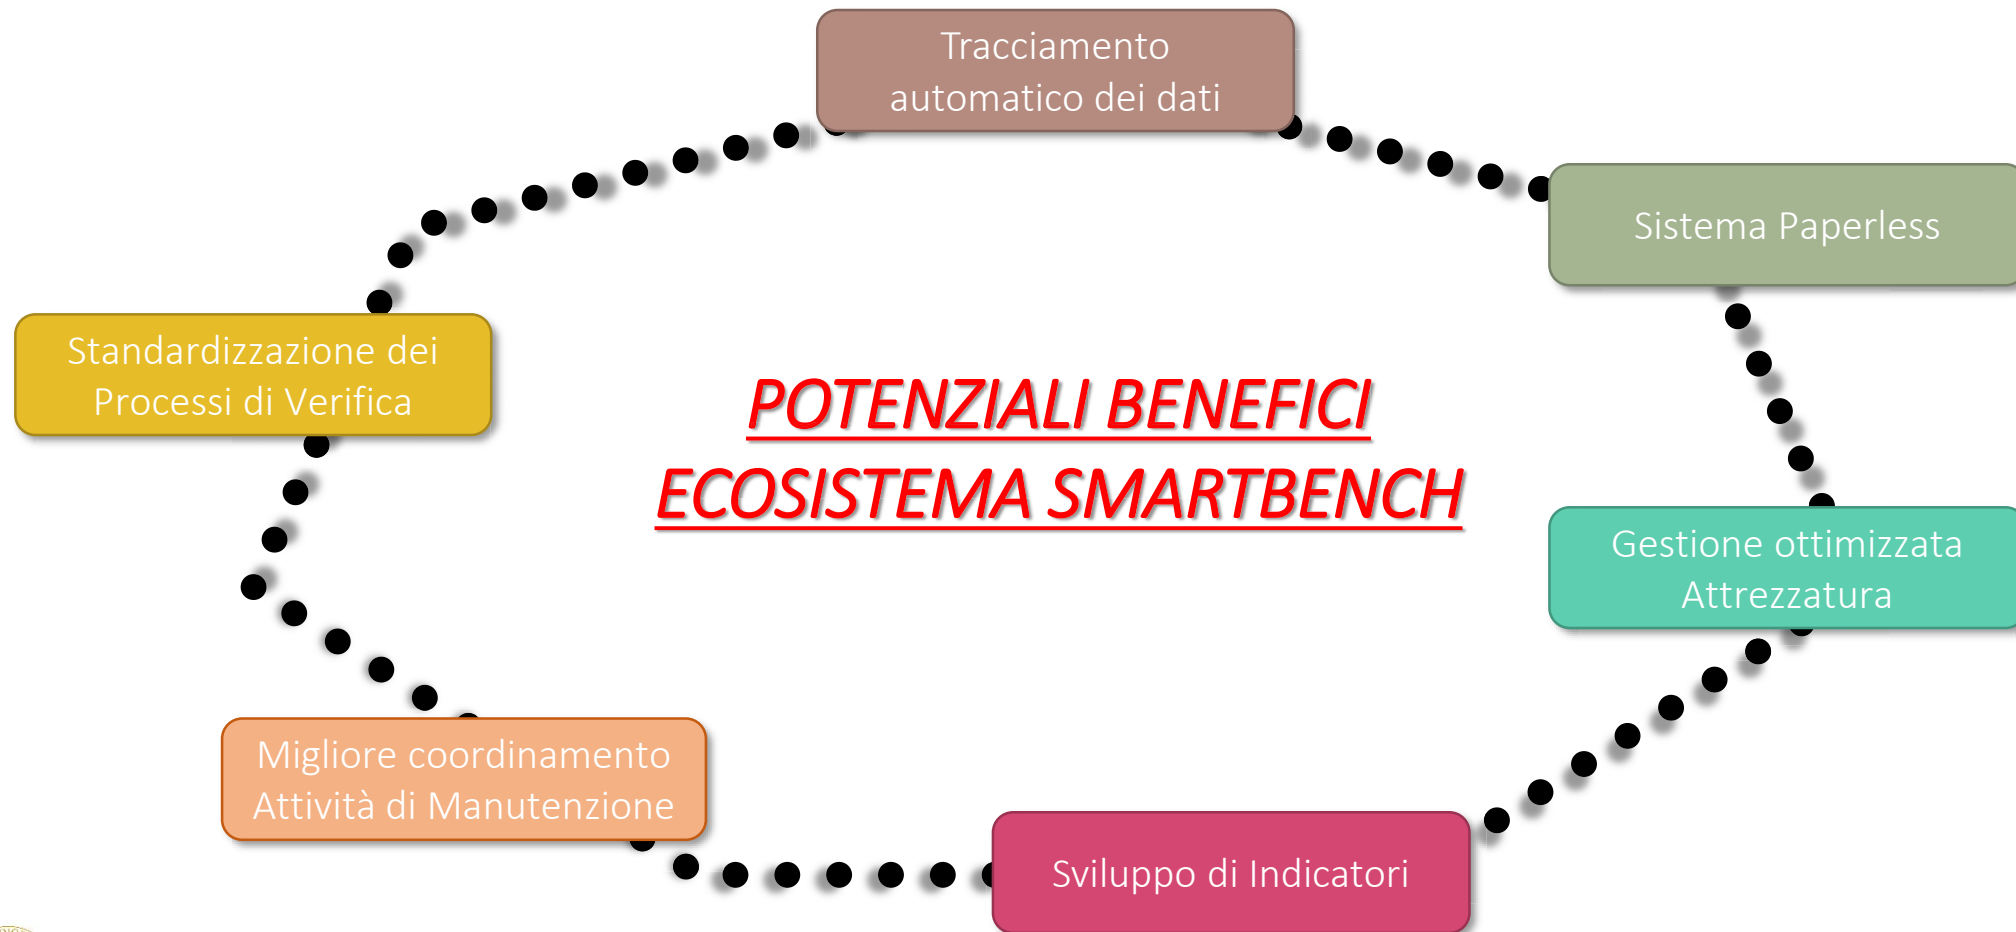 Tracciamento
automatico dei dati
Sistema Paperless
Standardizzazione dei
Processi di Verifica
POTENZIALI BENEFICI
ECOSISTEMA SMARTBENCH
Gestione ottimizzata
Attrezzatura
Migliore coordinamento
Attività di Manutenzione
Sviluppo di Indicatori